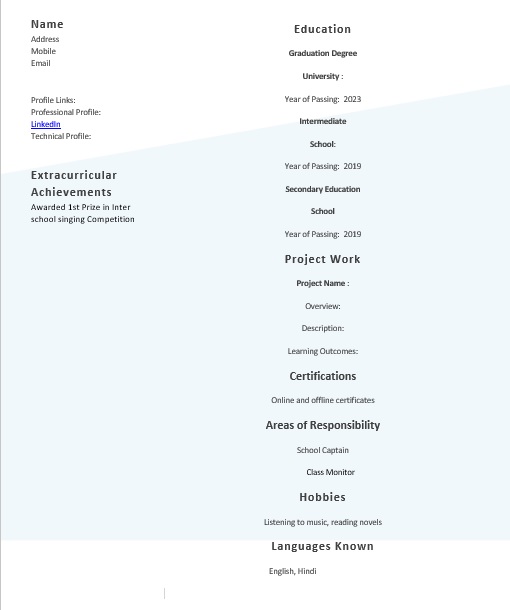 Name
Address
Mobile
Email
Profile Links:
Professional Profile:
LinkedIn
Technical Profile:
Extracurricular
Achievements
Awarded 1st Prize in Inter
school singing Competition
Education
Graduation Degree
University :
Year of Passing: 2023
Intermediate
School:
Year of Passing: 2019
Secondary Education
School
Year of Passing: 2019
Project Work
Project Name :
Overview:
Description:
Learning Outcomes:
Certifications
Online and offline certificates
Areas of Responsibility
School Captain
Class Monitor
Hobbies
Listening to music, reading novels
Languages Known
English, Hindi